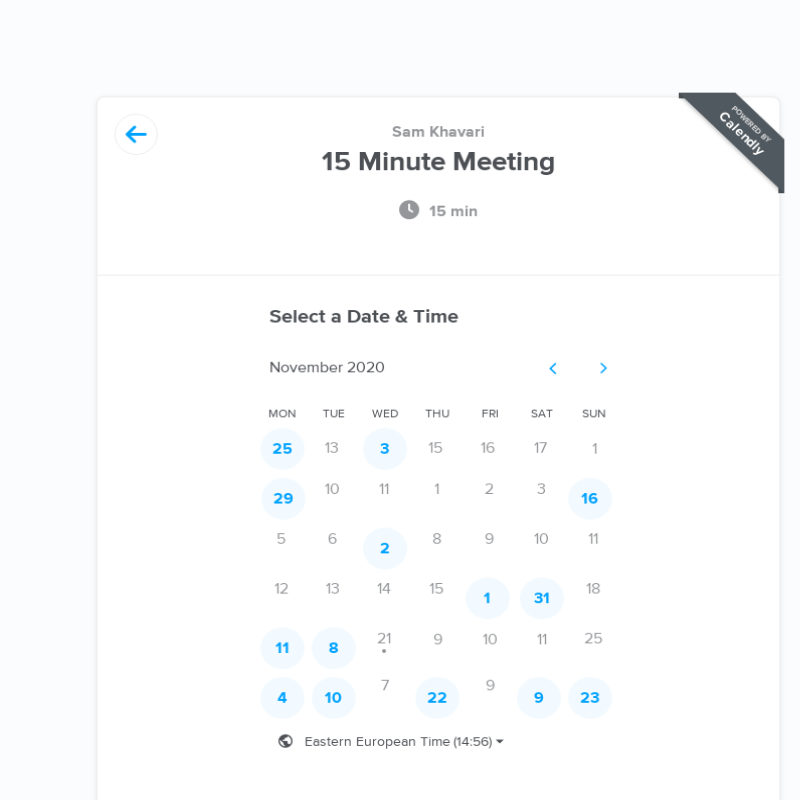 POWERED BY
Calendly
Sam Khavari
15 Minute Meeting
15 min
Select a Date & Time
November 2020
MON TUE WED THU FRI SAT SUN
25 13 3 15 16 17 1
29 10 11 1 2 3 16
5 6 2 8 9 10 11
12 13 14 15 1 31 18
11 8 21 9 10 11 25
4 10 7 22 9 9 23
Eastern European Time (14:56)